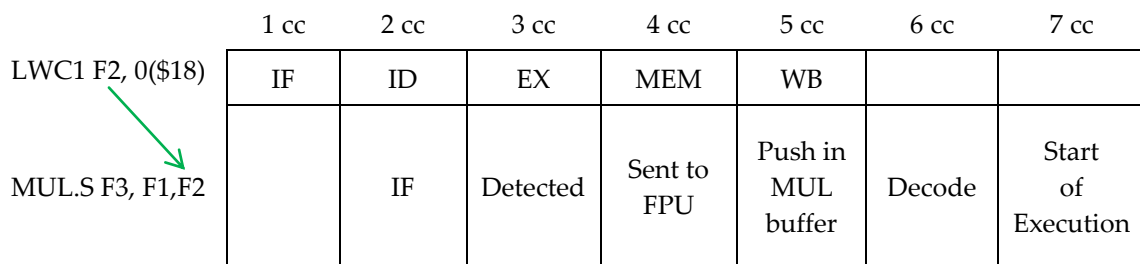 1 cc 2 cc 3 cc 4 cc 5 cc 6 cc 7 cc
LWC1 F2, 0($18) IF ID EX MEM WB
MUL.S F3, F1,F2 IF Detected Sent to FPU Push in MUL buffer Decode Start of Execution